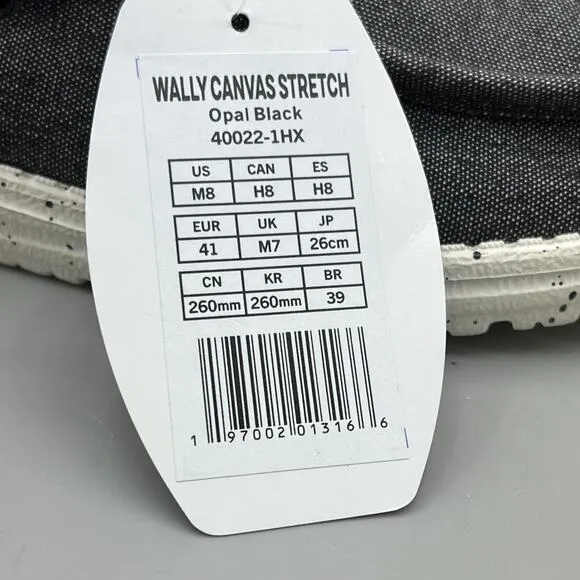 WALLY CANVAS STRETCH
Opal Black
40022-1HX
US CAN ES
M8 H8 H8
EUR UK JP
41 M7 26cm
CN KR BR
260mm 260mm 39
1 97002 01316 6